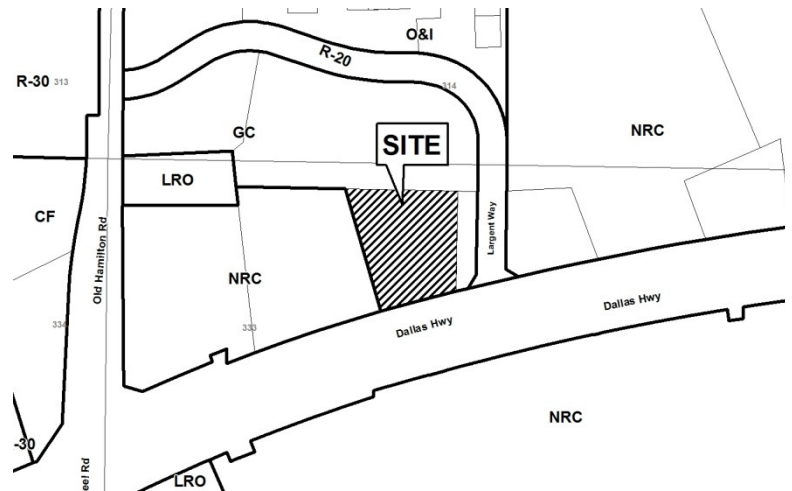 O&I
R-20
R-30 313
314
GC
SITE
NRC
LRO
CF
Old Hamilton Rd
Largent Way
NRC
334
333
Dallas Hwy
Dallas Hwy
NRC
-30
eel Rd
LRO